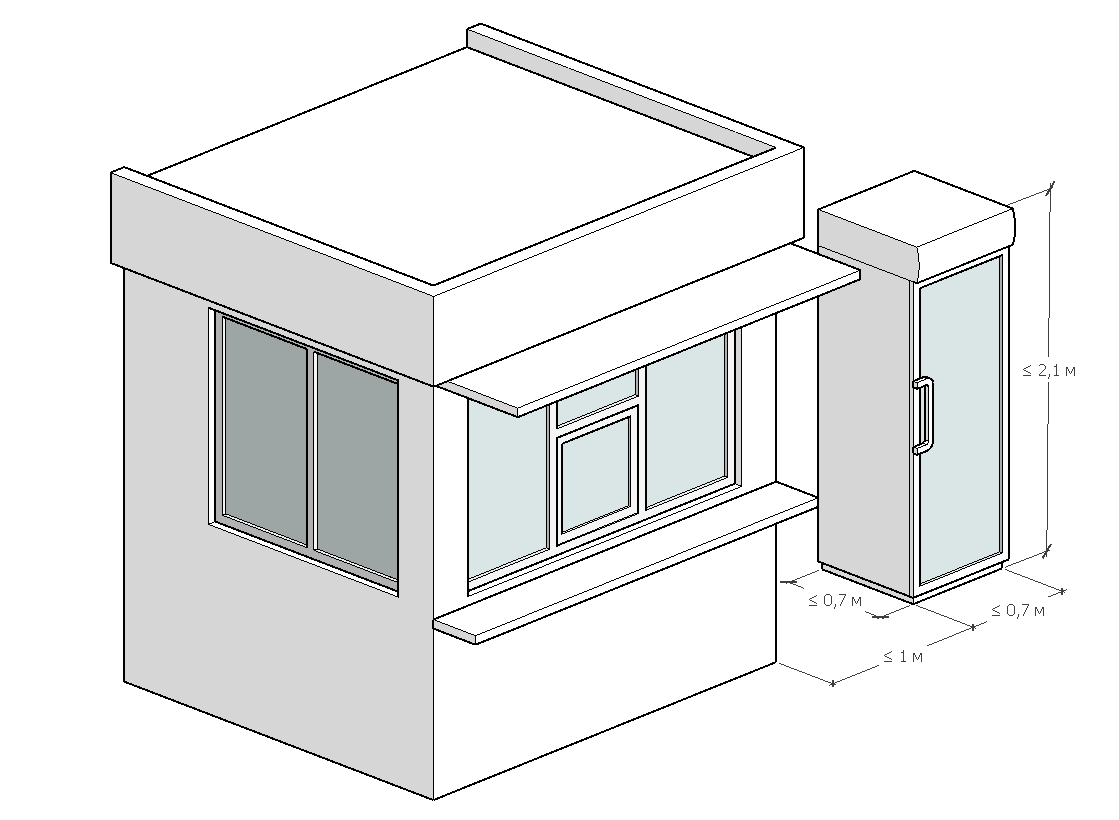 ≤ 2,1 м
≤ 0,7 м
≤ 0,7 м
≤ 1 м